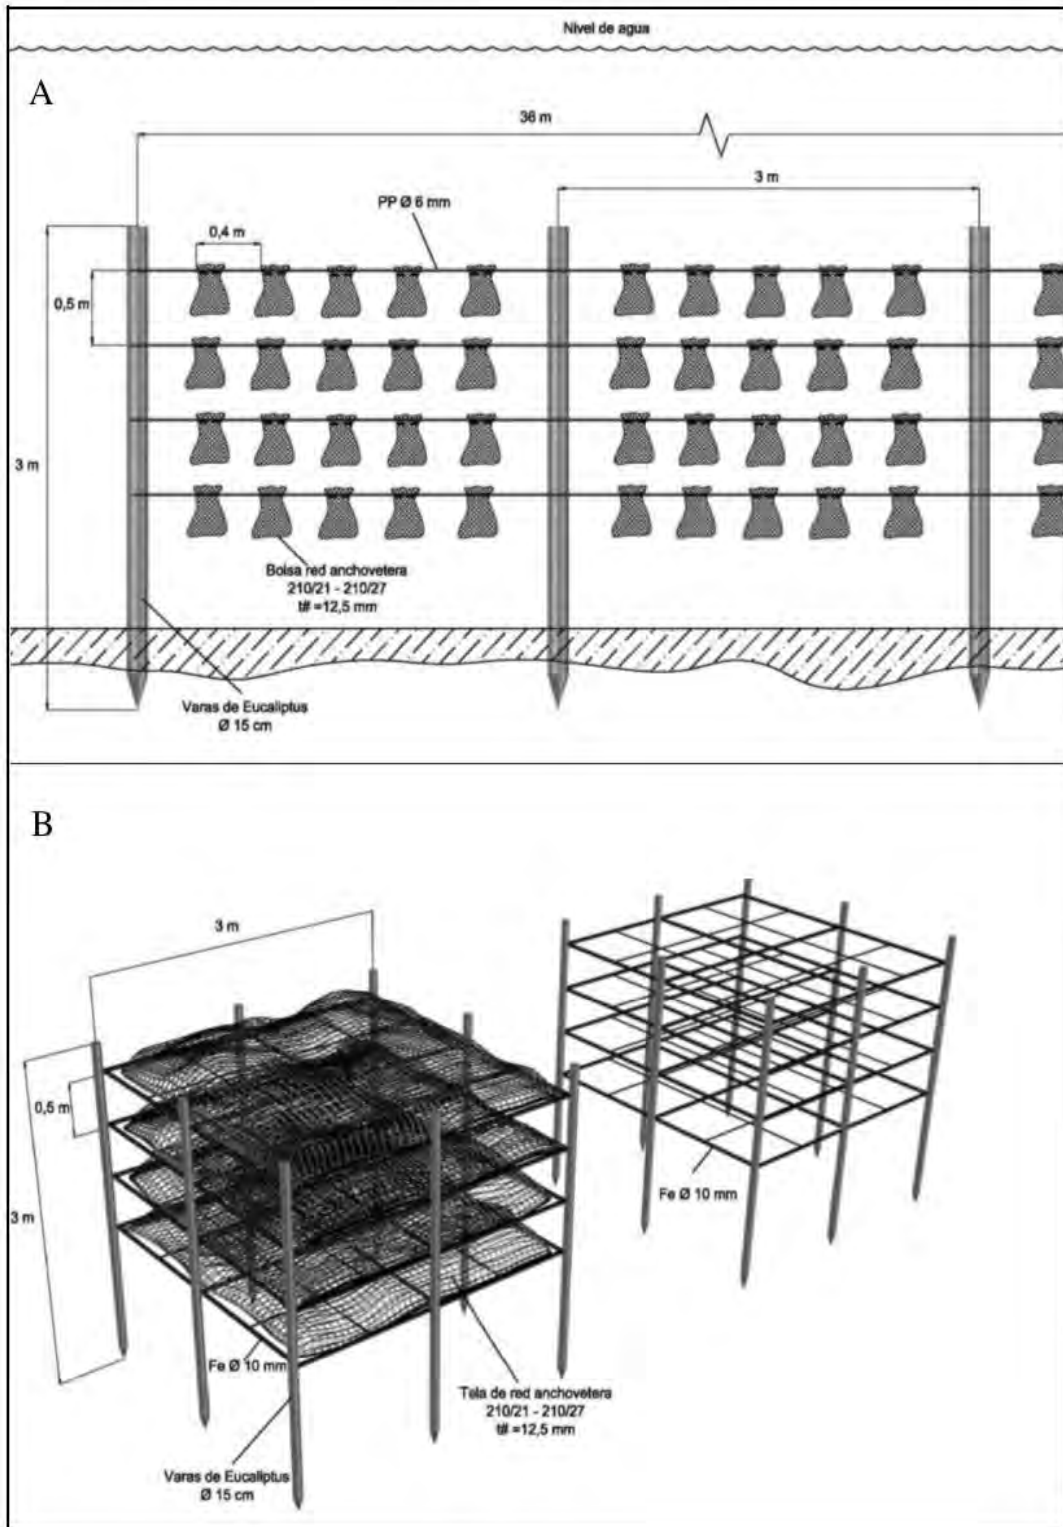 Nivel de agua
A
36 m
3 m
PP Ø 6 mm
0,4 m
0,5 m
3 m
Bolsa red anchovetera
210/21 - 210/27
t# =12,5 mm
Varas de Eucaliptus
Ø 15 cm
B
3 m
0,5 m
3 m
Fe Ø 10 mm
Fe Ø 10 mm
Tela de red anchovetera
210/21 - 210/27
t# =12,5 mm
Varas de Eucaliptus
Ø 15 cm